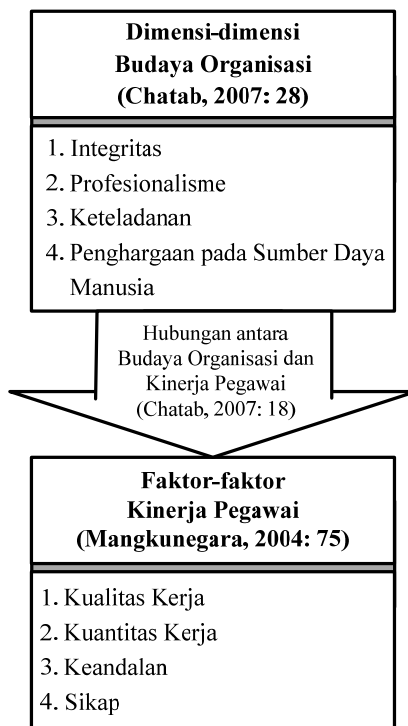 Dimensi-dimensi
Budaya Organisasi
(Chatab, 2007: 28)
1. Integritas
2. Profesionalisme
3. Keteladanan
4. Penghargaan pada Sumber Daya
Manusia
Hubungan antara
Budaya Organisasi dan
Kinerja Pegawai
(Chatab, 2007: 18)
Faktor-faktor
Kinerja Pegawai
(Mangkunegara, 2004: 75)
1. Kualitas Kerja
2. Kuantitas Kerja
3. Keandalan
4. Sikap